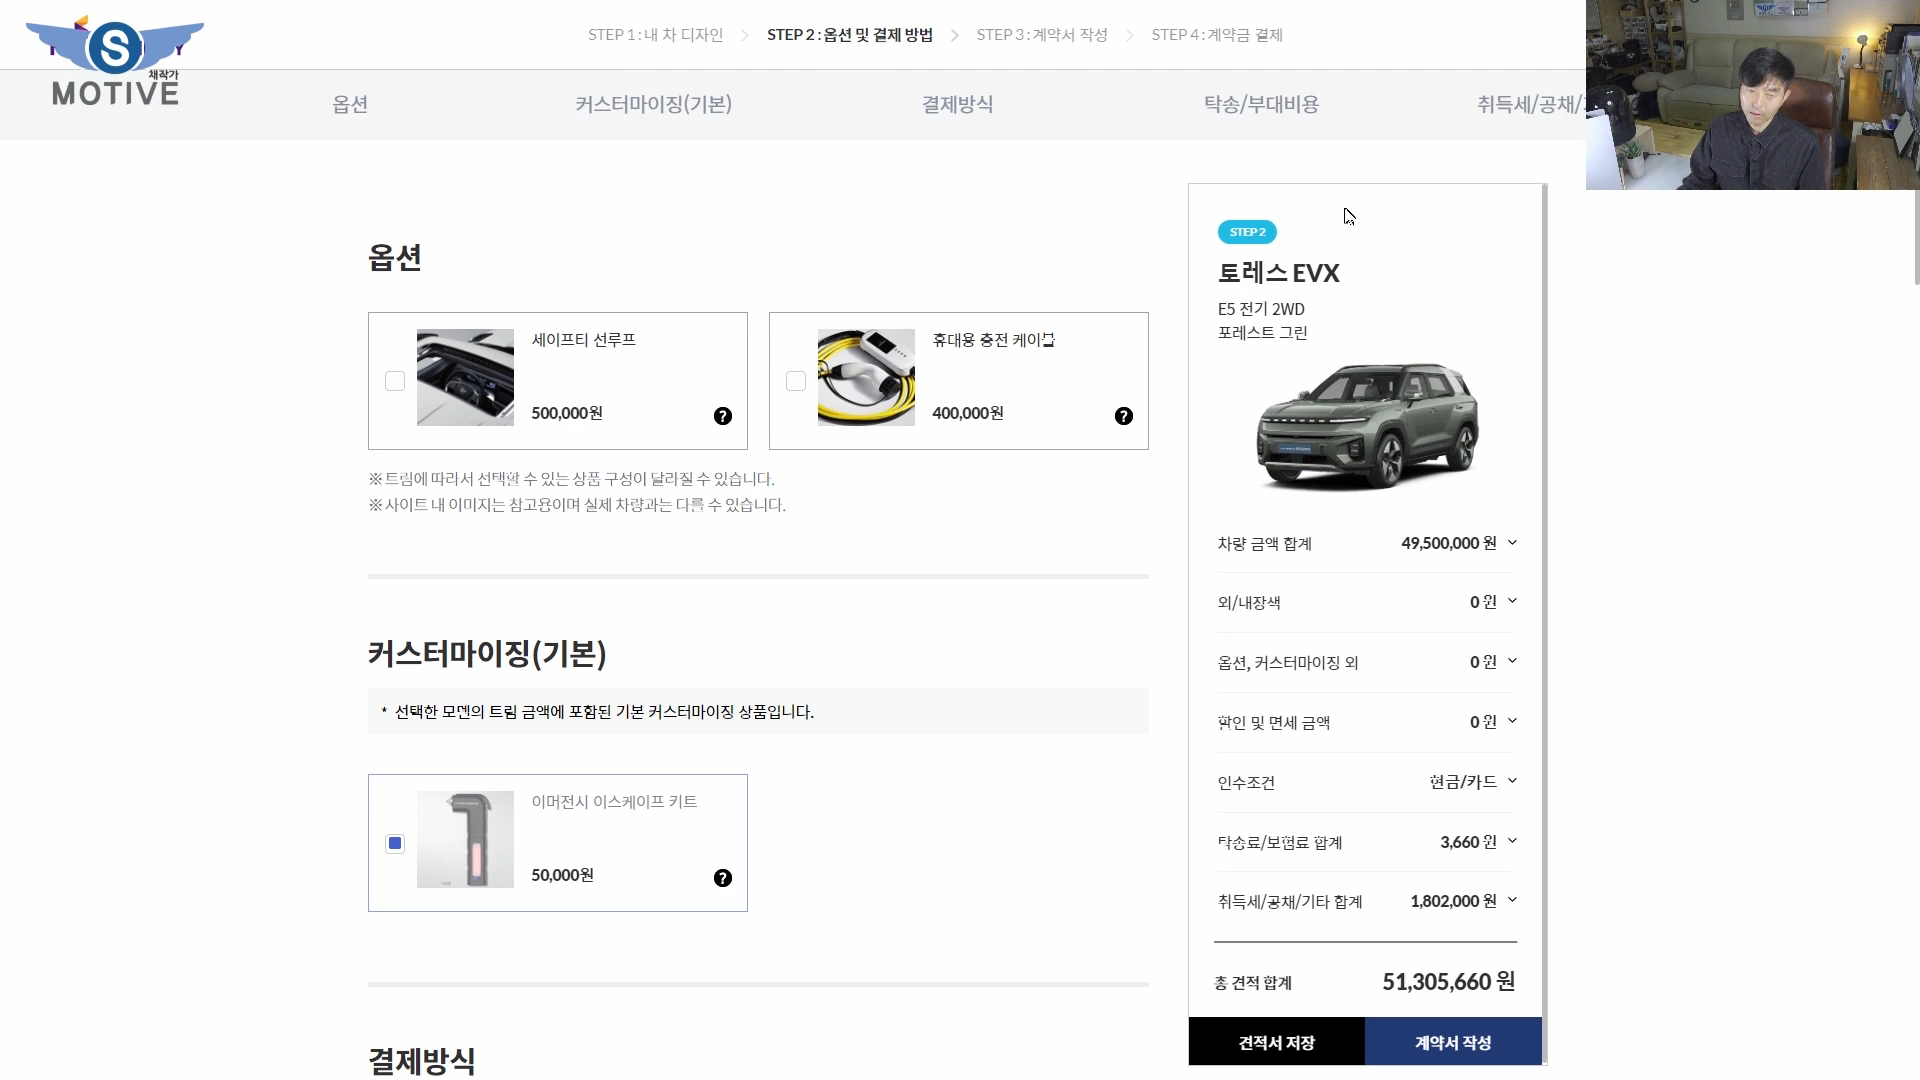 S
채작가
MOTIVE
STEP 1 : 내 차 디자인
STEP 2 : 옵션 및 결제 방법
STEP 3 : 계약서 작성
STEP 4 : 계약금 결제
옵션
커스터마이징(기본)
결제방식
탁송/부대비용
취득세/공채/
옵션
세이프티 선루프
500,000원
?
휴대용 충전 케이블
400,000원
?
※ 트림에 따라서 선택할 수 있는 상품 구성이 달라질 수 있습니다.
※ 사이트 내 이미지는 참고용이며 실제 차량과는 다를 수 있습니다.
커스터마이징(기본)
* 선택한 모델의 트림 금액에 포함된 기본 커스터마이징 상품입니다.
이머전시 이스케이프 키트
50,000원
?
결제방식
STEP 2
토레스 EVX
E5 전기 2WD
포레스트 그린
차량 금액 합계 49,500,000 원
외/내장색 0 원
옵션, 커스터마이징 외 0 원
할인 및 면세 금액 0 원
인수조건 현금/카드
탁송료/보험료 합계 3,660 원
취득세/공채/기타 합계 1,802,000 원
총 견적 합계 51,305,660 원
견적서 저장
계약서 작성